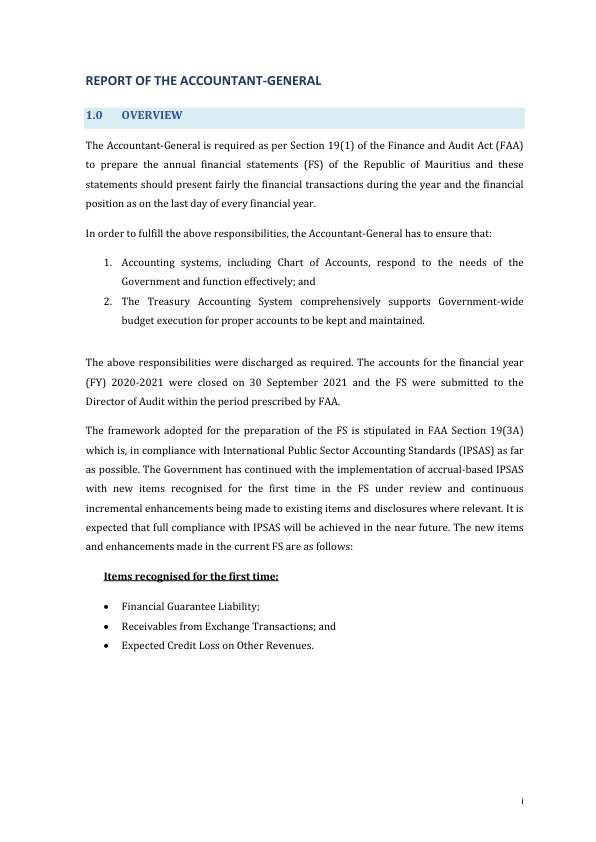 REPORT OF THE ACCOUNTANT-GENERAL
1.0 OVERVIEW
The Accountant-General is required as per Section 19(1) of the Finance and Audit Act (FAA)
to prepare the annual financial statements (FS) of the Republic of Mauritius and these
statements should present fairly the financial transactions during the year and the financial
position as on the last day of every financial year.
In order to fulfill the above responsibilities, the Accountant-General has to ensure that:
1. Accounting systems, including Chart of Accounts, respond to the needs of the
Government and function effectively; and
2. The Treasury Accounting System comprehensively supports Government-wide
budget execution for proper accounts to be kept and maintained.
The above responsibilities were discharged as required. The accounts for the financial year
(FY) 2020-2021 were closed on 30 September 2021 and the FS were submitted to the
Director of Audit within the period prescribed by FAA.
The framework adopted for the preparation of the FS is stipulated in FAA Section 19(3A)
which is, in compliance with International Public Sector Accounting Standards (IPSAS) as far
as possible. The Government has continued with the implementation of accrual-based IPSAS
with new items recognised for the first time in the FS under review and continuous
incremental enhancements being made to existing items and disclosures where relevant. It is
expected that full compliance with IPSAS will be achieved in the near future. The new items
and enhancements made in the current FS are as follows:
Items recognised for the first time:
• Financial Guarantee Liability;
• Receivables from Exchange Transactions; and
• Expected Credit Loss on Other Revenues.
i